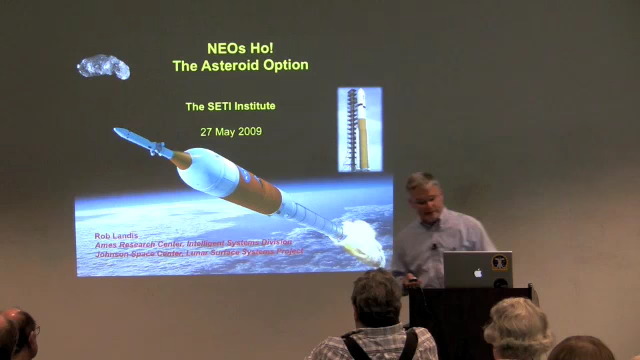 NEOs Ho!
The Asteroid Option
The SETI Institute
27 May 2009
Rob Landis
Ames Research Center, Intelligent Systems Division
Johnson Space Center, Lunar Surface Systems Project